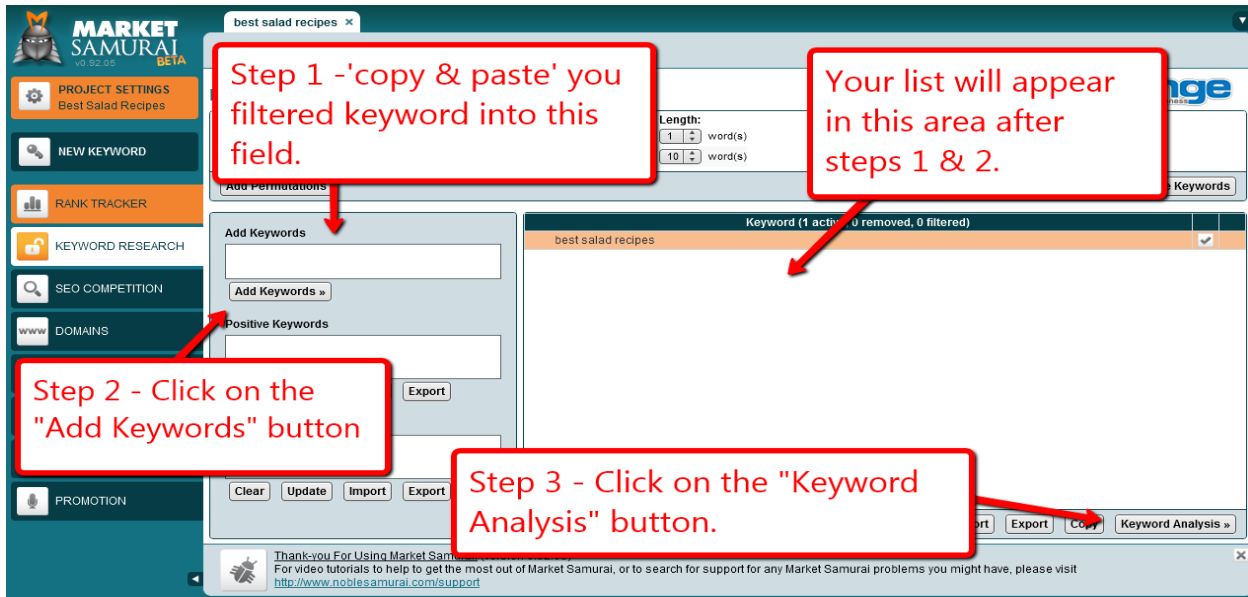 best salad recipes ×
MARKET
SAMURAI
v0.92.05 BETA
PROJECT SETTINGS
Best Salad Recipes
NEW KEYWORD
RANK TRACKER
KEYWORD RESEARCH
SEO COMPETITION
www DOMAINS
PROMOTION
Step 1 -'copy & paste' you
filtered keyword into this
field.
Your list will appear
in this area after
steps 1 & 2.
Length:
1 word(s)
10 word(s)
Add Permutations
Keywords
Add Keywords
Add Keywords »
Positive Keywords
Export
Keyword (1 active, 0 removed, 0 filtered)
best salad recipes
Step 2 - Click on the
"Add Keywords" button
Clear Update Import Export
Step 3 - Click on the "Keyword
Analysis" button.
Export Copy Keyword Analysis »
Thank-you For Using Market Samurai
For video tutorials to help to get the most out of Market Samurai, or to search for support for any Market Samurai problems you might have, please visit
http://www.noblesamurai.com/support